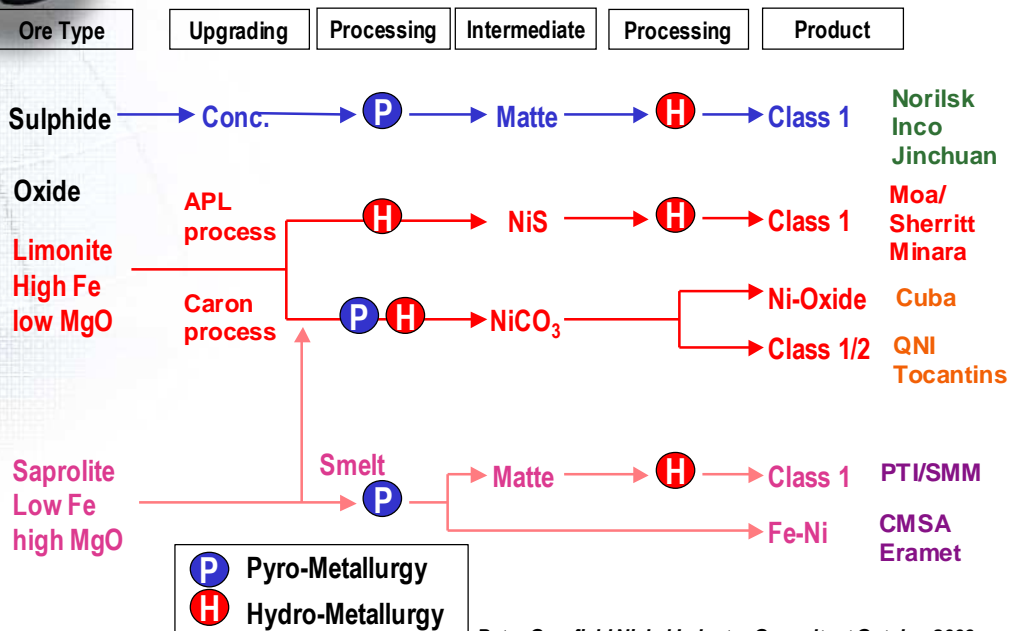 Ore Type
Upgrading
Processing
Intermediate
Processing
Product
Sulphide
Conc.
P
Matte
H
Class 1
Norilsk
Inco
Jinchuan
Oxide
Limonite
High Fe
low MgO
APL
process
H
NiS
H
Class 1
Moa/
Sherritt
Minara
Caron
process
P
H
NiCO₃
Ni-Oxide
Cuba
Class 1/2
QNI
Tocantins
Saprolite
Low Fe
high MgO
Smelt
P
Matte
H
Class 1
PTI/SMM
Fe-Ni
CMSA
Eramet
P Pyro-Metallurgy
H Hydro-Metallurgy